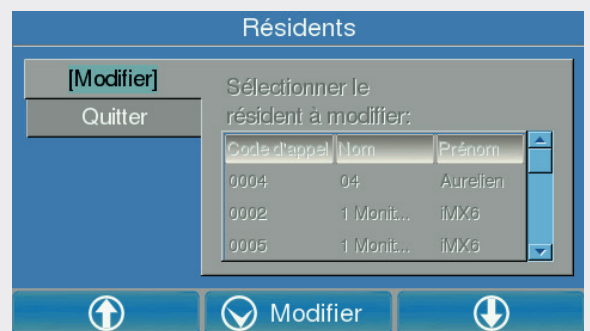 Résidents
[Modifier]
Quitter
Sélectionner le
résident à modifier:
Code d'appel Nom Prénom
0004 04 Aurelien
0002 1 Monit... iMX6
0005 1 Monit... iMX6
Modifier